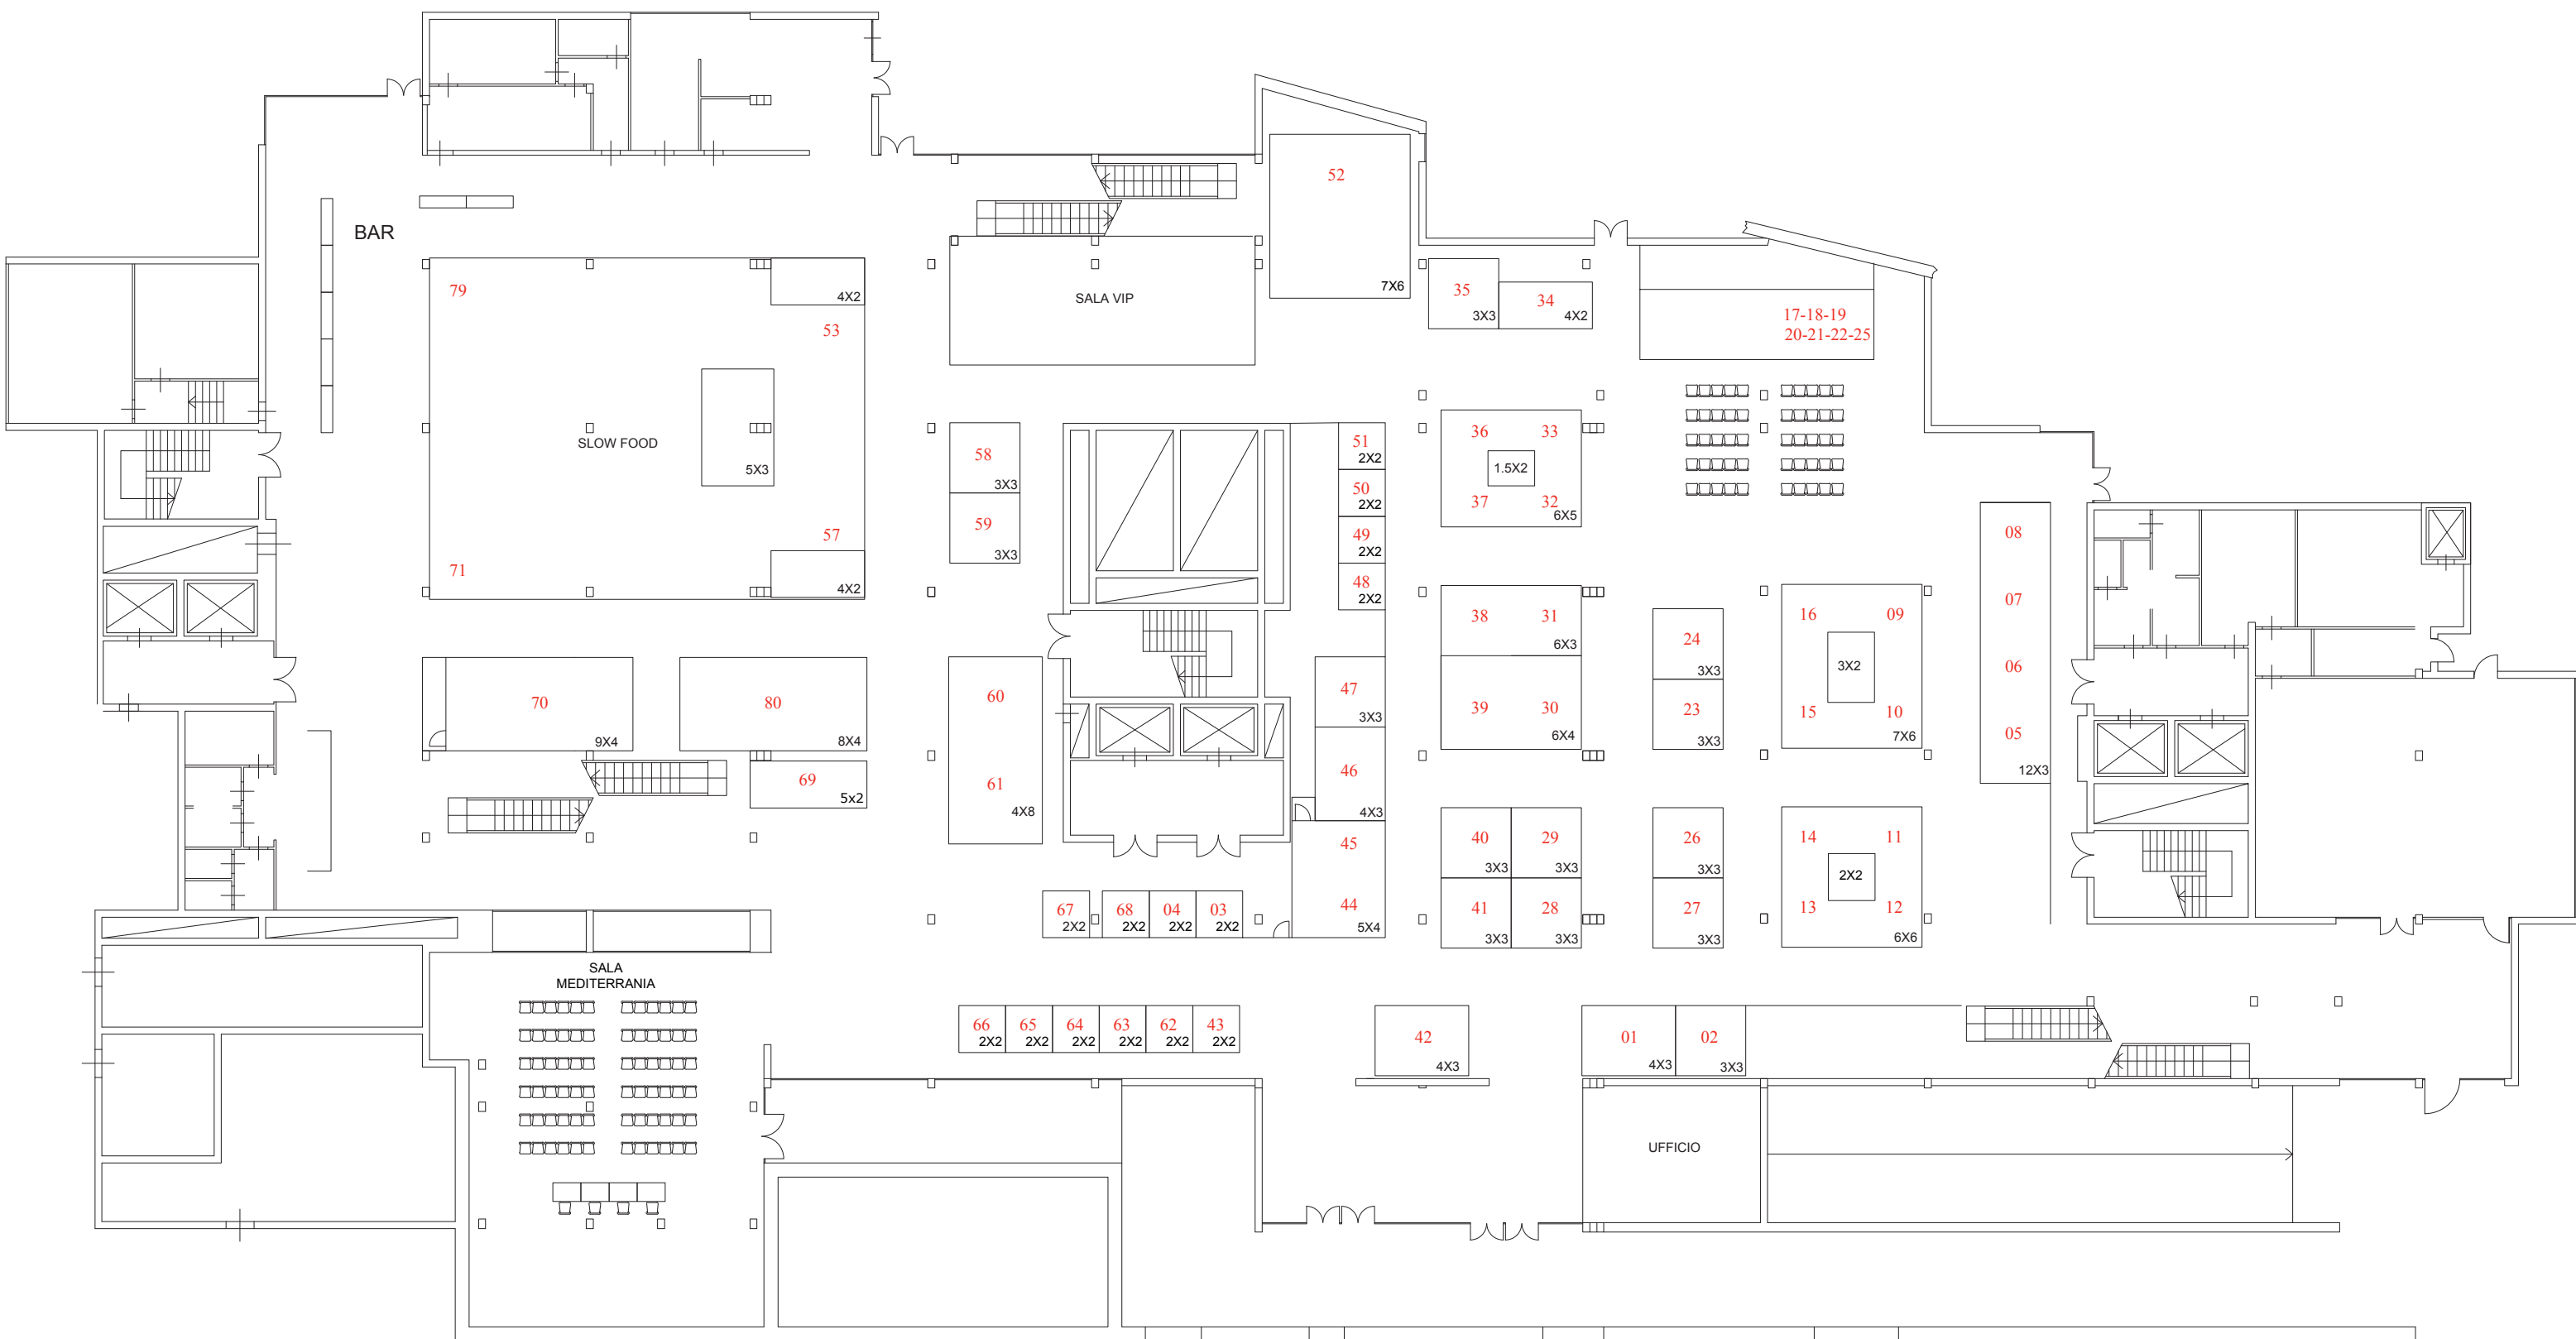 52
BAR
79
4X2
SALA VIP
7X6
35
3X3
34
4X2
17-18-19
20-21-22-25
53
SLOW FOOD
5X3
58
3X3
59
3X3
51
2X2
50
2X2
49
2X2
48
2X2
36
33
1.5X2
37
32
6X5
57
71
4X2
08
07
06
05
12X3
38
31
6X3
39
30
6X4
24
3X3
23
3X3
16
09
3X2
15
10
7X6
70
9X4
80
8X4
69
5x2
60
61
4X8
47
3X3
46
4X3
45
44
5X4
40
3X3
29
3X3
41
3X3
28
3X3
26
3X3
27
3X3
14
11
2X2
13
12
6X6
67
2X2
68
2X2
04
2X2
03
2X2
SALA
MEDITERRANIA
66
2X2
65
2X2
64
2X2
63
2X2
62
2X2
43
2X2
42
4X3
01
4X3
02
3X3
UFFICIO